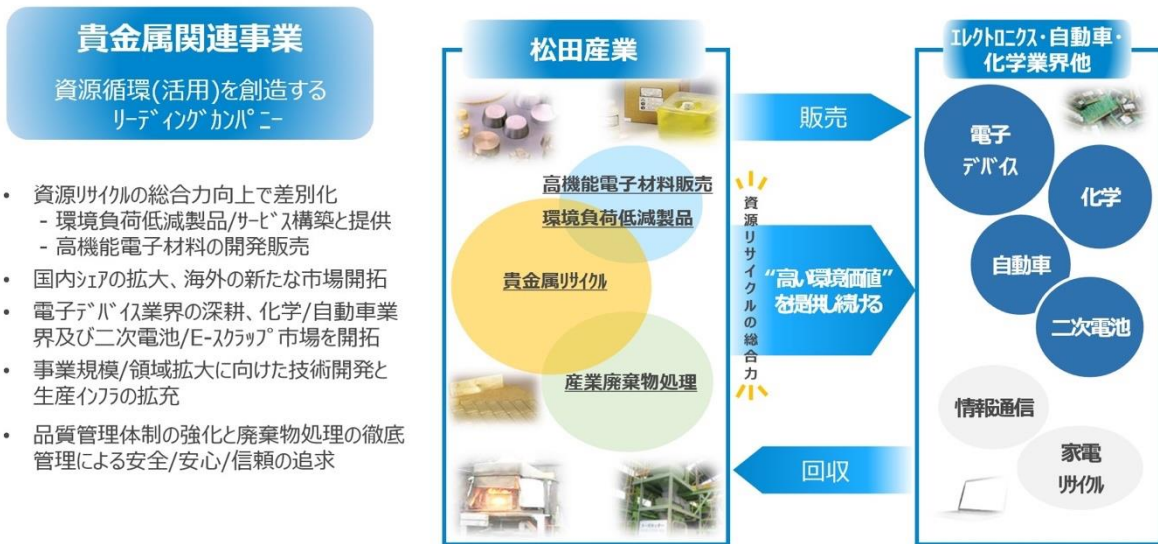 貴金属関連事業
資源循環(活用)を創造する
ﾘｰﾃﾞｨﾝｸﾞｶﾝﾊﾟﾆｰ
• 資源ﾘｻｲｸﾙの総合力向上で差別化
- 環境負荷低減製品/ｻｰﾋﾞｽ構築と提供
- 高機能電子材料の開発販売
• 国内ｼｪｱの拡大、海外の新たな市場開拓
• 電子ﾃﾞﾊﾞｲｽ業界の深耕、化学/自動車業
界及び二次電池/E-ｽｸﾗｯﾌﾟ市場を開拓
• 事業規模/領域拡大に向けた技術開発と
生産ｲﾝﾌﾗの拡充
• 品質管理体制の強化と廃棄物処理の徹底
管理による安全/安心/信頼の追求
松田産業
高機能電子材料販売
環境負荷低減製品
貴金属ﾘｻｲｸﾙ
産業廃棄物処理
販売
資源リサイクルの総合力
“高い環境価値”
を提供し続ける
回収
ｴﾚｸﾄﾛﾆｸｽ・自動車・
化学業界他
電子
ﾃﾞﾊﾞｲｽ
化学
自動車
二次電池
情報通信
家電
ﾘｻｲｸﾙ